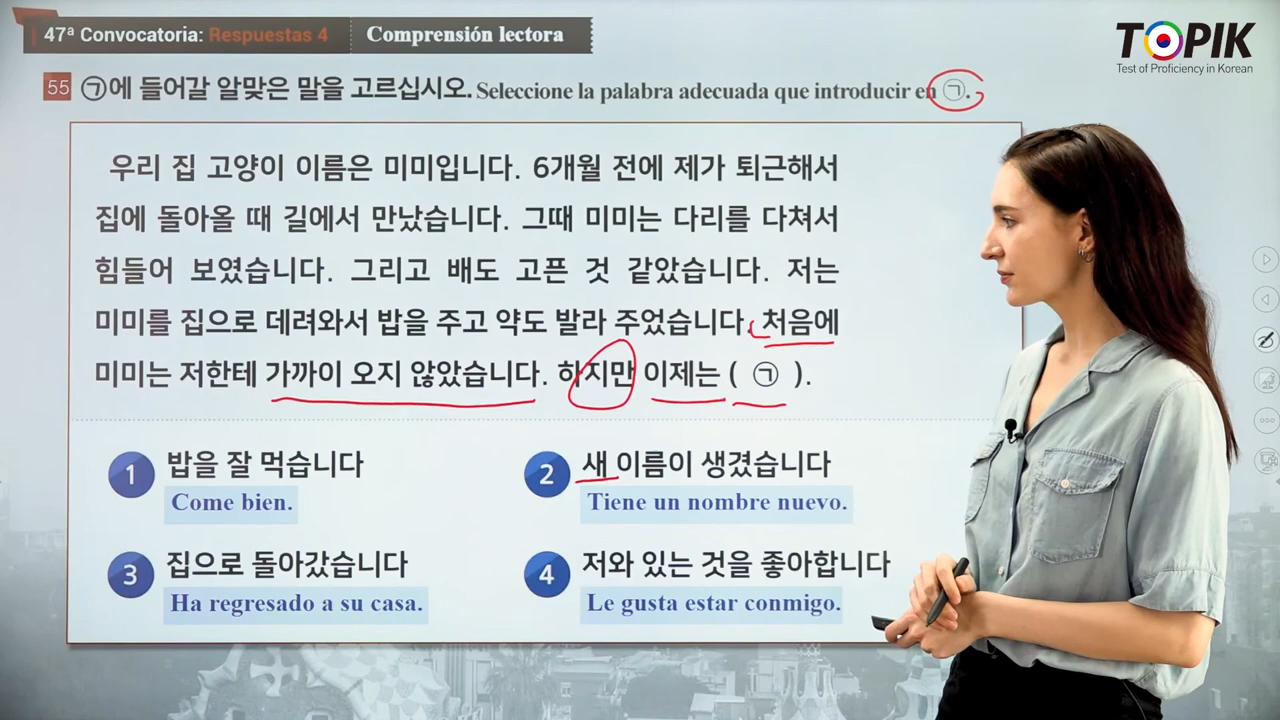 47ª Convocatoria: Respuestas 4 Comprensión lectora
TOPIK
Test of Proficiency in Korean
55 ㉠에 들어갈 알맞은 말을 고르십시오. Seleccione la palabra adecuada que introducir en ㉠.
우리 집 고양이 이름은 미미입니다. 6개월 전에 제가 퇴근해서
집에 돌아올 때 길에서 만났습니다. 그때 미미는 다리를 다쳐서
힘들어 보였습니다. 그리고 배도 고픈 것 같았습니다. 저는
미미를 집으로 데려와서 밥을 주고 약도 발라 주었습니다. 처음에
미미는 저한테 가까이 오지 않았습니다. 하지만 이제는 ( ㉠ ).
1 밥을 잘 먹습니다
Come bien.
2 새 이름이 생겼습니다
Tiene un nombre nuevo.
3 집으로 돌아갔습니다
Ha regresado a su casa.
4 저와 있는 것을 좋아합니다
Le gusta estar conmigo.